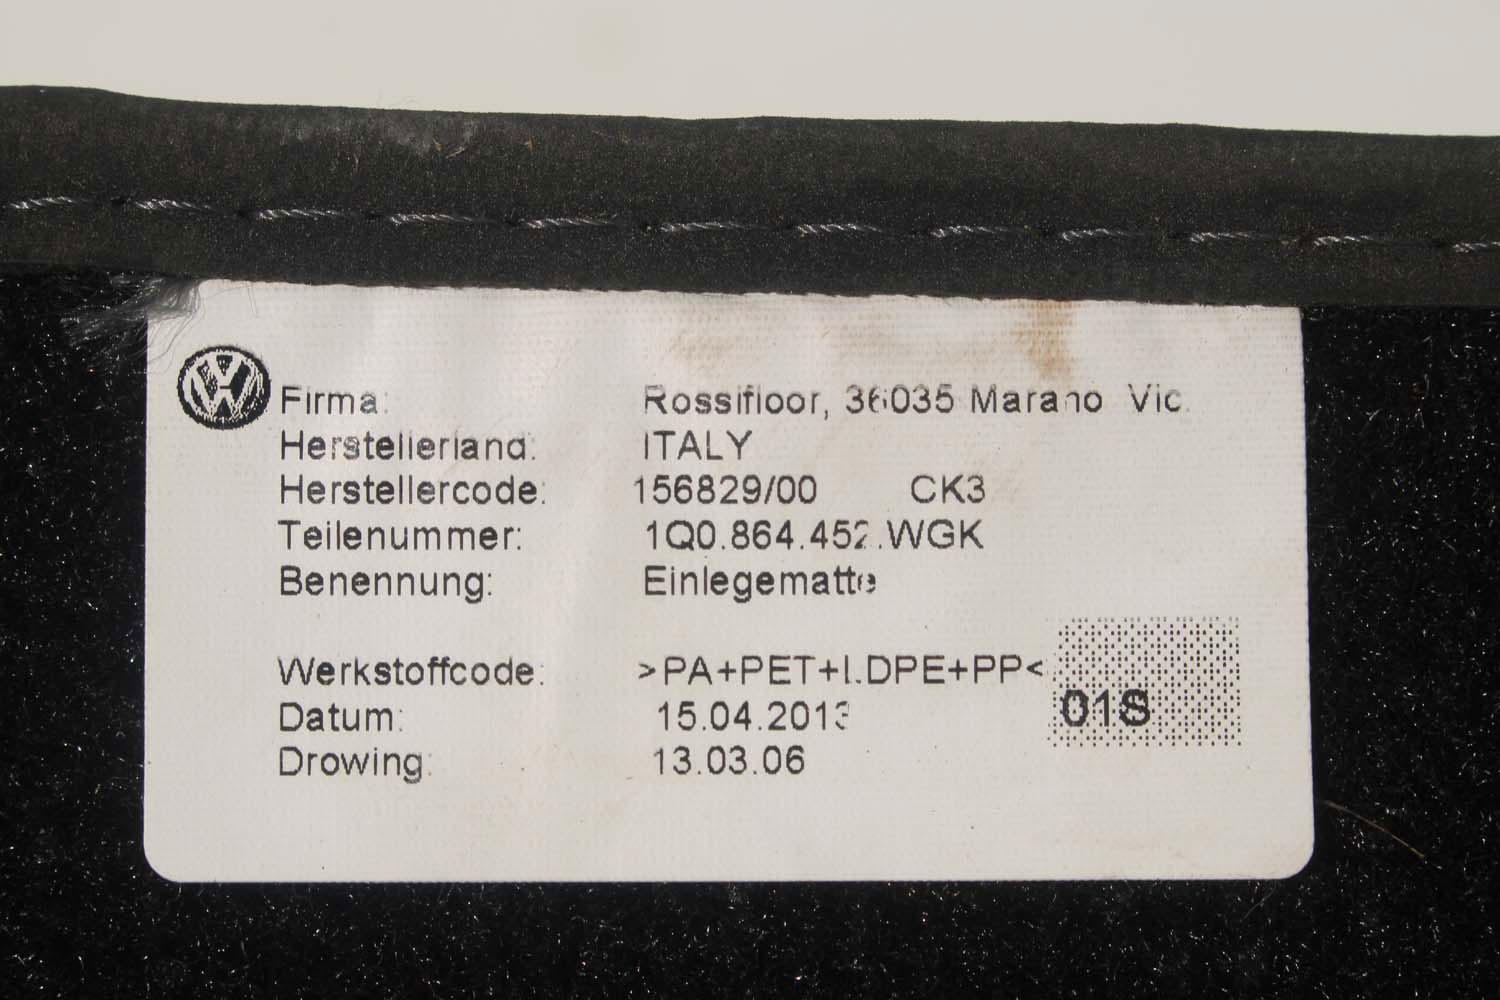 Firma: Rossifloor, 36035 Marano Vic.
Herstellerland: ITALY
Herstellercode: 156829/00 CK3
Teilenummer: 1Q0.864.452.WGK
Benennung: Einlegematte
Werkstoffcode: >PA+PET+LDPE+PP<
01S
Datum: 15.04.2013
Drowing: 13.03.06